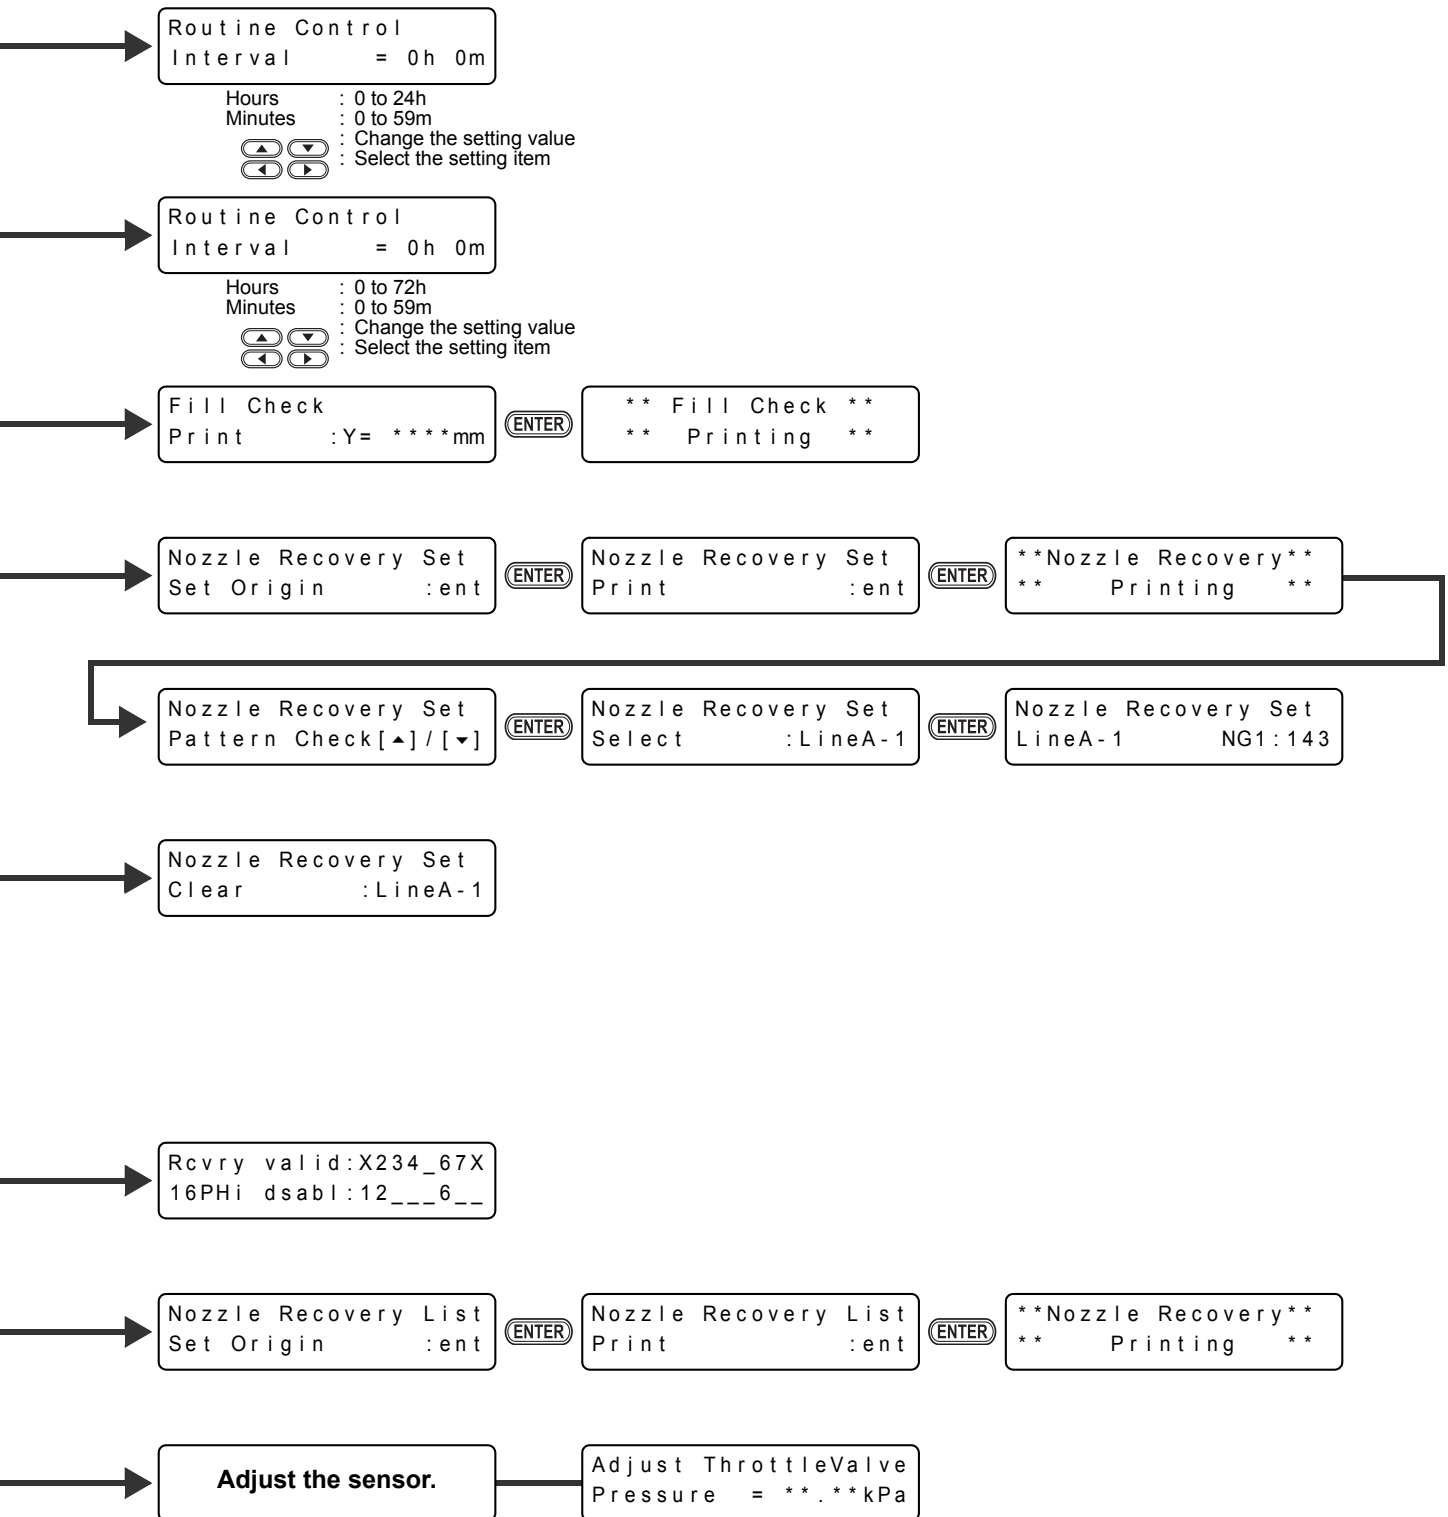 Routine Control
Interval = 0h 0m
Hours : 0 to 24h
Minutes : 0 to 59m
: Change the setting value
: Select the setting item
Routine Control
Interval = 0h 0m
Hours : 0 to 72h
Minutes : 0 to 59m
: Change the setting value
: Select the setting item
Fill Check
Print :Y= ****mm
ENTER
** Fill Check **
** Printing **
Nozzle Recovery Set
Set Origin :ent
ENTER
Nozzle Recovery Set
Print :ent
ENTER
**Nozzle Recovery**
** Printing **
Nozzle Recovery Set
Pattern Check[▲]/[▼]
ENTER
Nozzle Recovery Set
Select :LineA-1
ENTER
Nozzle Recovery Set
LineA-1 NG1:143
Nozzle Recovery Set
Clear :LineA-1
Rcvry valid:X234_67X
16PHi dsabl:12___6__
Nozzle Recovery List
Set Origin :ent
ENTER
Nozzle Recovery List
Print :ent
ENTER
**Nozzle Recovery**
** Printing **
Adjust the sensor.
Adjust ThrottleValve
Pressure = **.**kPa